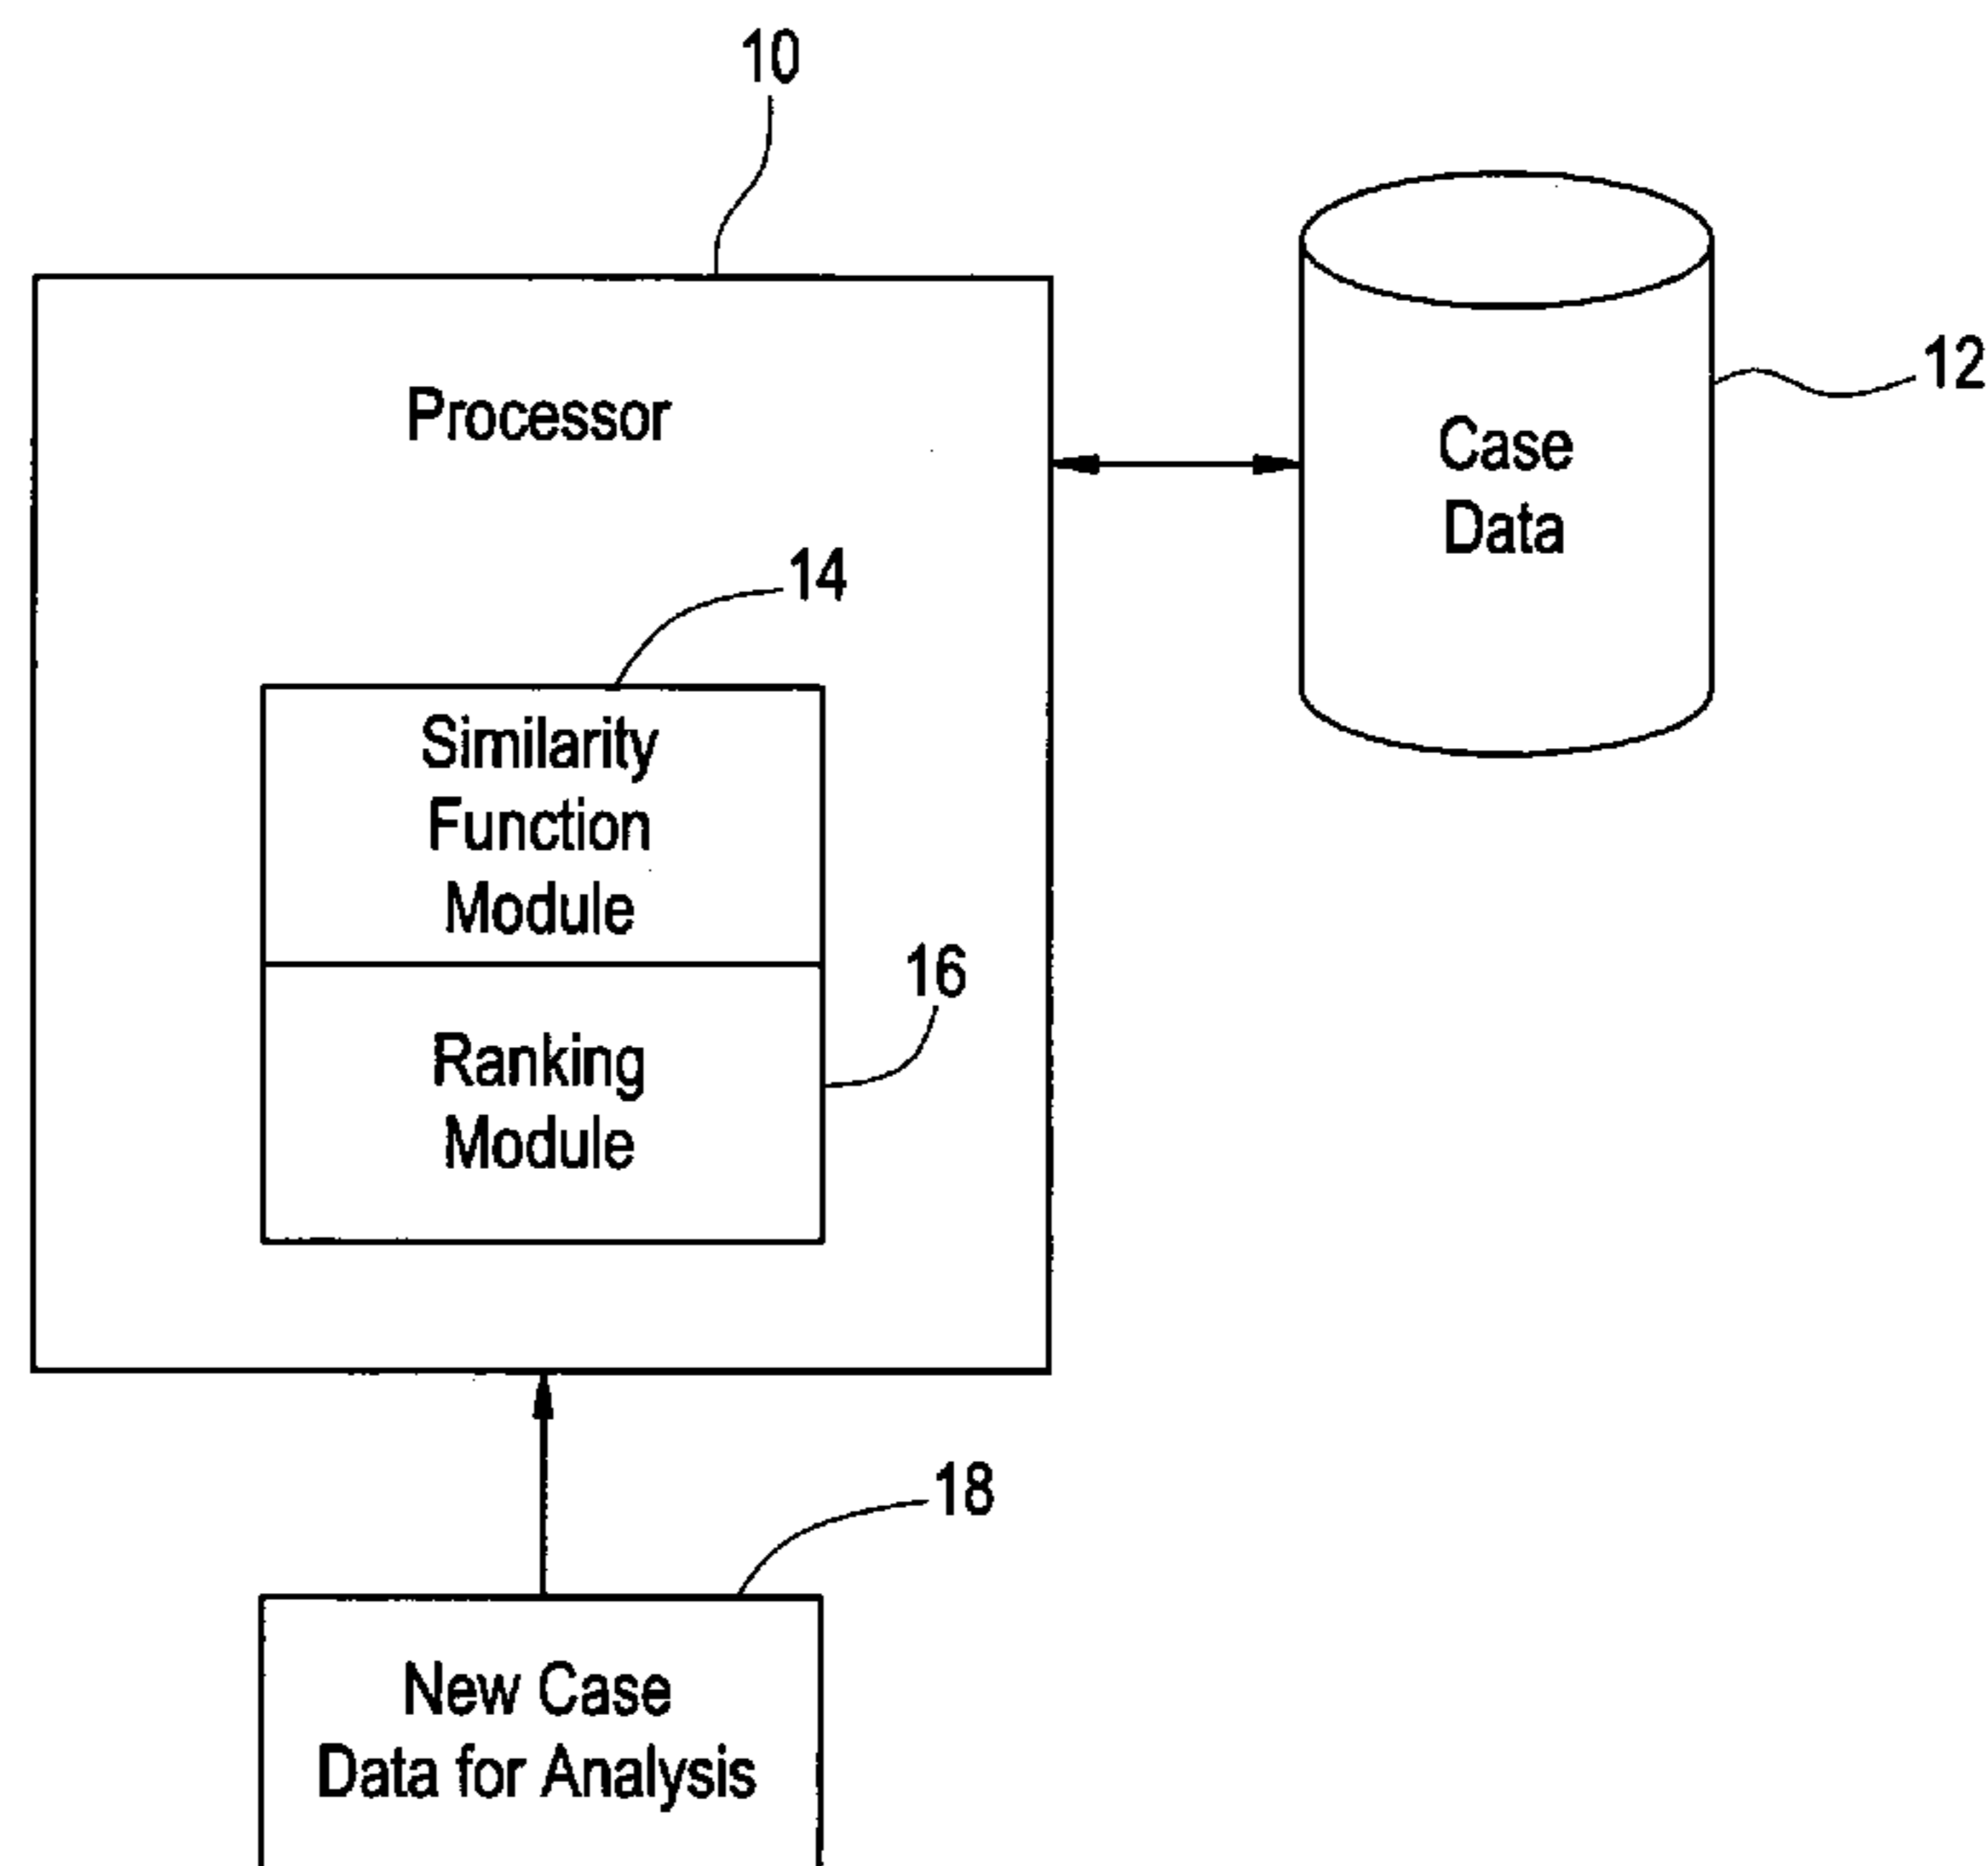 10
12
Processor
Case
Data
14
Similarity
Function
Module
16
Ranking
Module
18
New Case
Data for Analysis